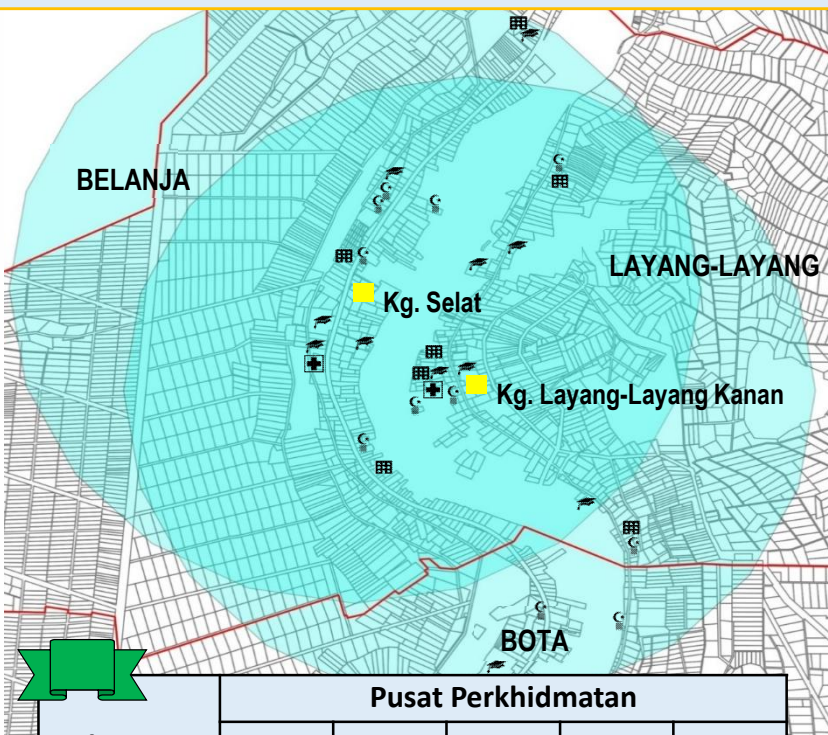 BELANJA
LAYANG-LAYANG
Kg. Selat
Kg. Layang-Layang Kanan
BOTA
Pusat Perkhidmatan